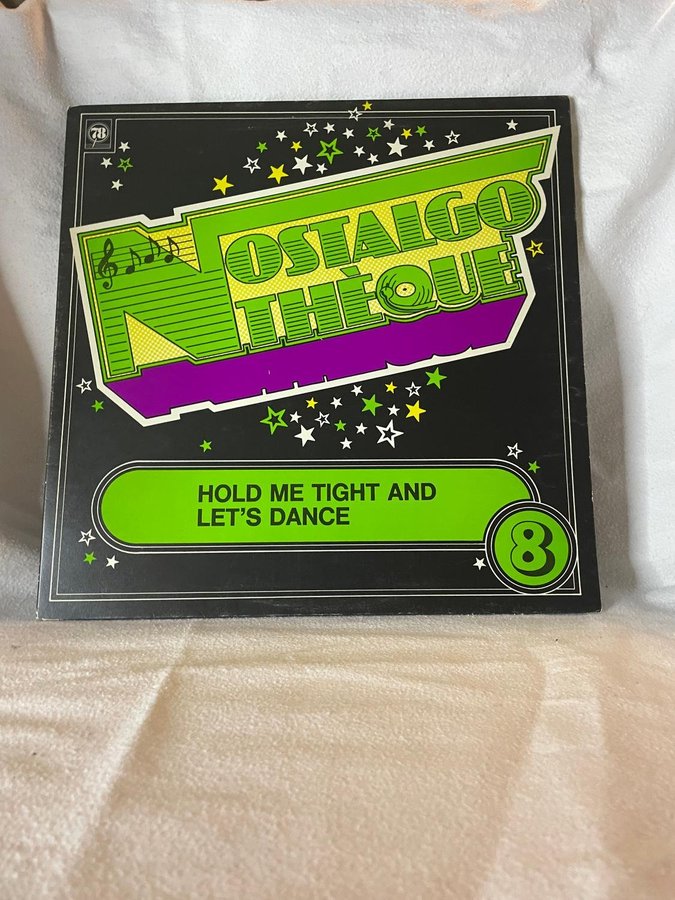 78
NOSTALGO
THÈQUE
HOLD ME TIGHT AND
LET'S DANCE
8